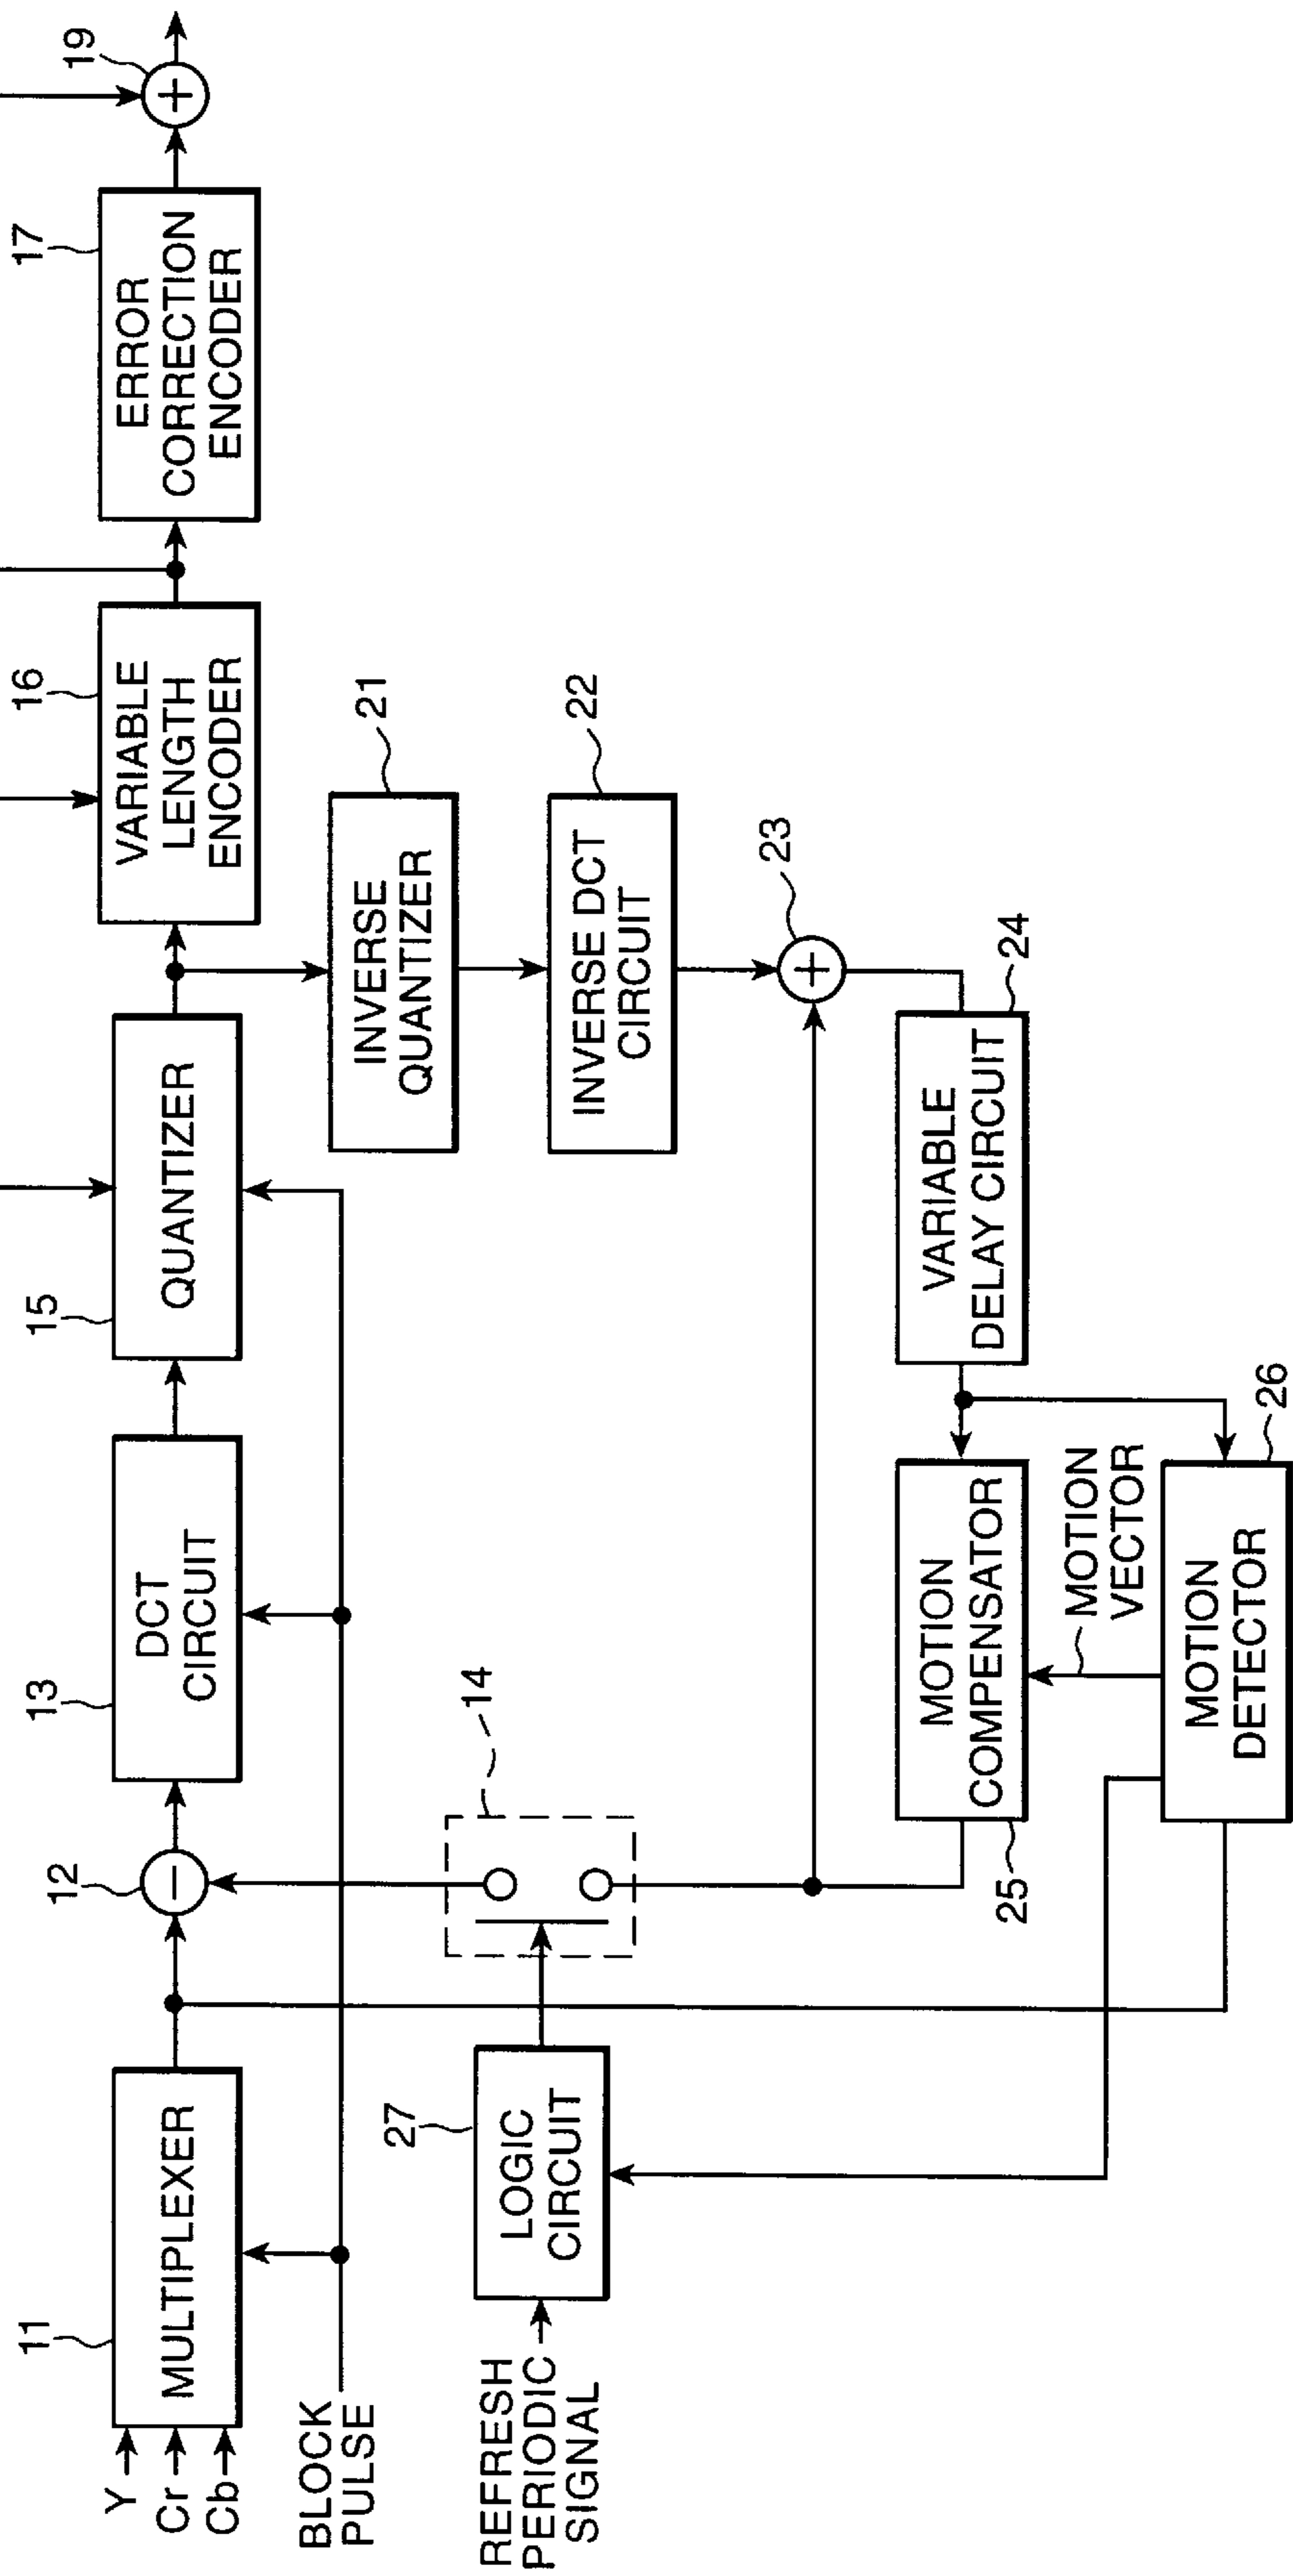 11
MULTIPLEXER
Y
Cr
Cb
BLOCK
PULSE
12
13
DCT
CIRCUIT
15
QUANTIZER
16
VARIABLE
LENGTH
ENCODER
17
ERROR
CORRECTION
ENCODER
19
21
INVERSE
QUANTIZER
22
INVERSE DCT
CIRCUIT
23
14
27
LOGIC
CIRCUIT
REFRESH
PERIODIC
SIGNAL
24
VARIABLE
DELAY CIRCUIT
25
MOTION
COMPENSATOR
MOTION
VECTOR
26
MOTION
DETECTOR